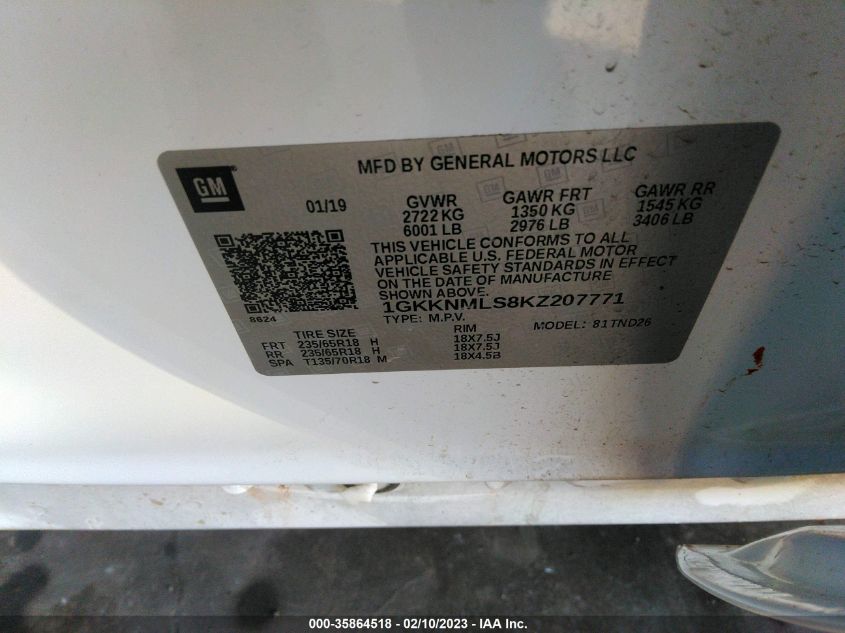 MFD BY GENERAL MOTORS LLC
GM
01/19
GVWR GAWR FRT GAWR RR
2722 KG 1350 KG 1545 KG
6001 LB 2976 LB 3406 LB
THIS VEHICLE CONFORMS TO ALL
APPLICABLE U.S. FEDERAL MOTOR
VEHICLE SAFETY STANDARDS IN EFFECT
ON THE DATE OF MANUFACTURE
SHOWN ABOVE.
1GKKNMLS8KZ207771
8624
TYPE: M.P.V. MODEL: 81TND26
TIRE SIZE RIM
FRT 235/65R18 H 18X7.5J
RR 235/65R18 H 18X7.5J
SPA T135/70R18 M 18X4.5B
000-35864518 - 02/10/2023 - IAA Inc.